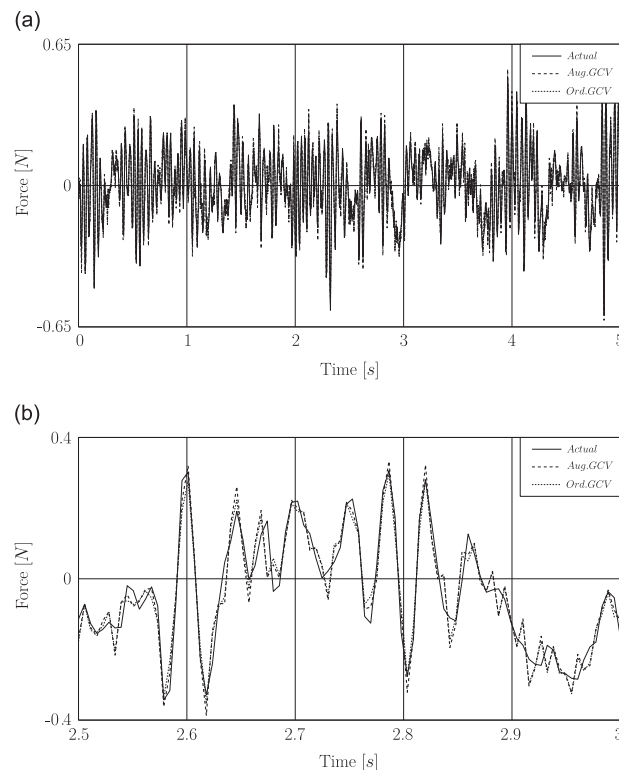 (a)
0.65
Actual
Aug.GCV
Ord.GCV
Force [N]
0
-0.65
0 1 2 3 4 5
Time [s]
(b)
0.4
Actual
Aug.GCV
Ord.GCV
Force [N]
0
-0.4
2.5 2.6 2.7 2.8 2.9 3
Time [s]